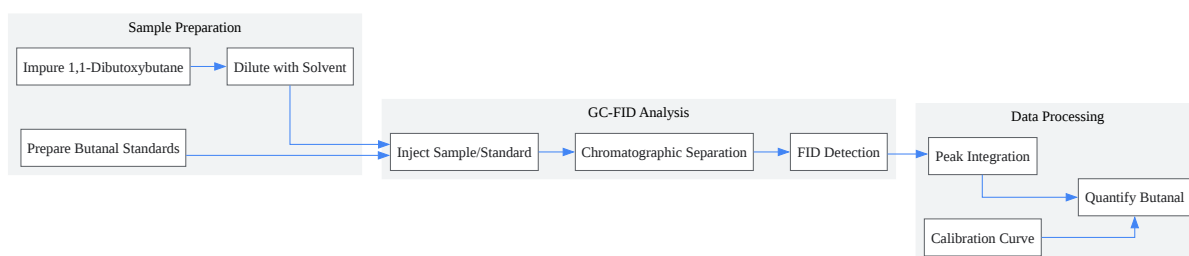 Sample Preparation
Impure 1,1-Dibutoxybutane
Dilute with Solvent
Prepare Butanal Standards
GC-FID Analysis
Inject Sample/Standard
Chromatographic Separation
FID Detection
Data Processing
Peak Integration
Quantify Butanal
Calibration Curve